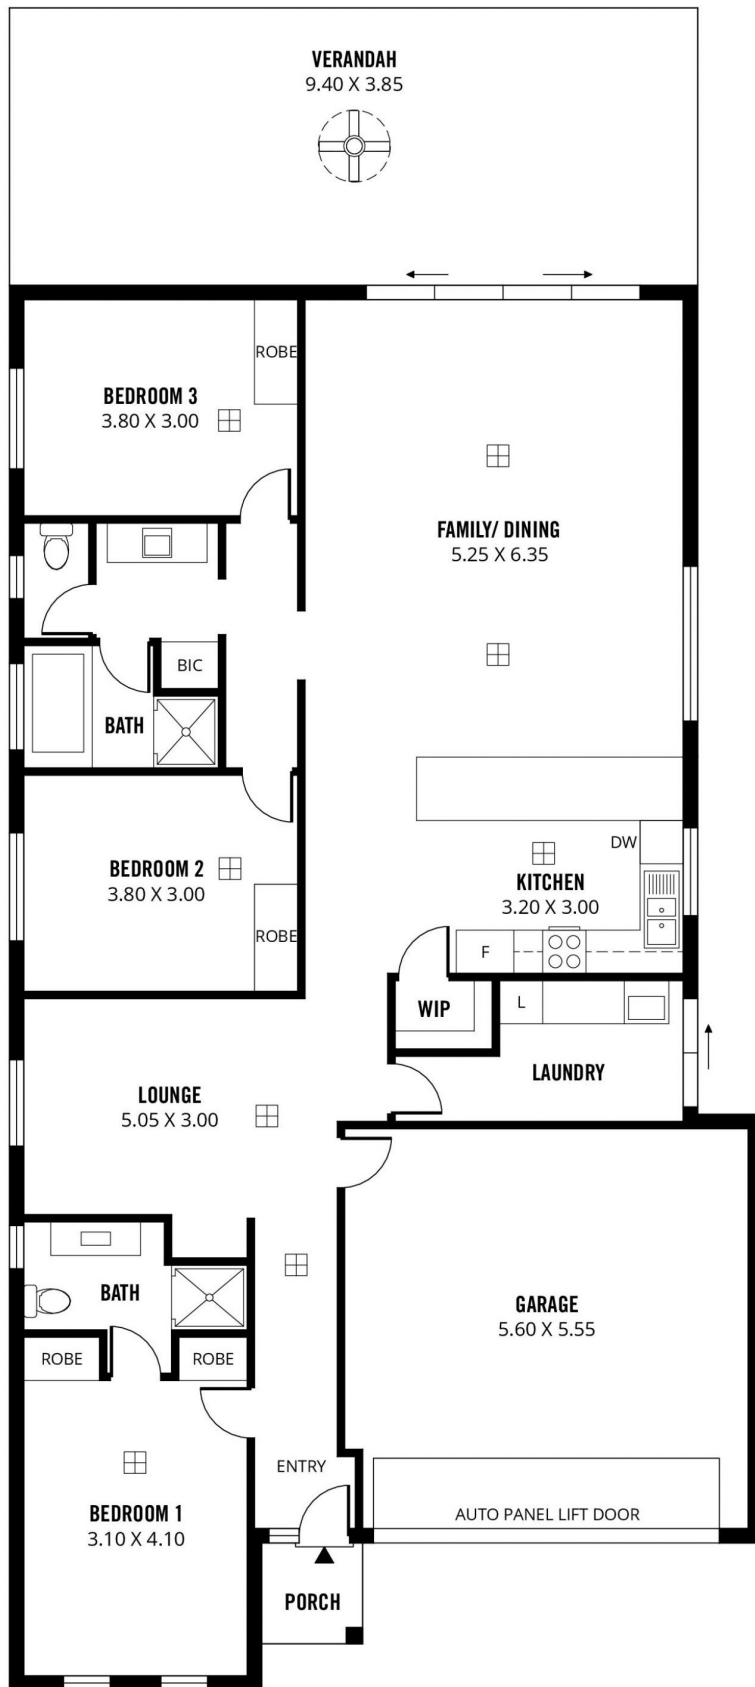 VERANDAH
9.40 X 3.85
ROBE
BEDROOM 3
3.80 X 3.00
FAMILY/ DINING
5.25 X 6.35
BIC
BATH
BEDROOM 2
3.80 X 3.00
ROBE
DW
KITCHEN
3.20 X 3.00
F
WIP
L
LAUNDRY
LOUNGE
5.05 X 3.00
BATH
GARAGE
5.60 X 5.55
ROBE
ROBE
ENTRY
BEDROOM 1
3.10 X 4.10
AUTO PANEL LIFT DOOR
PORCH